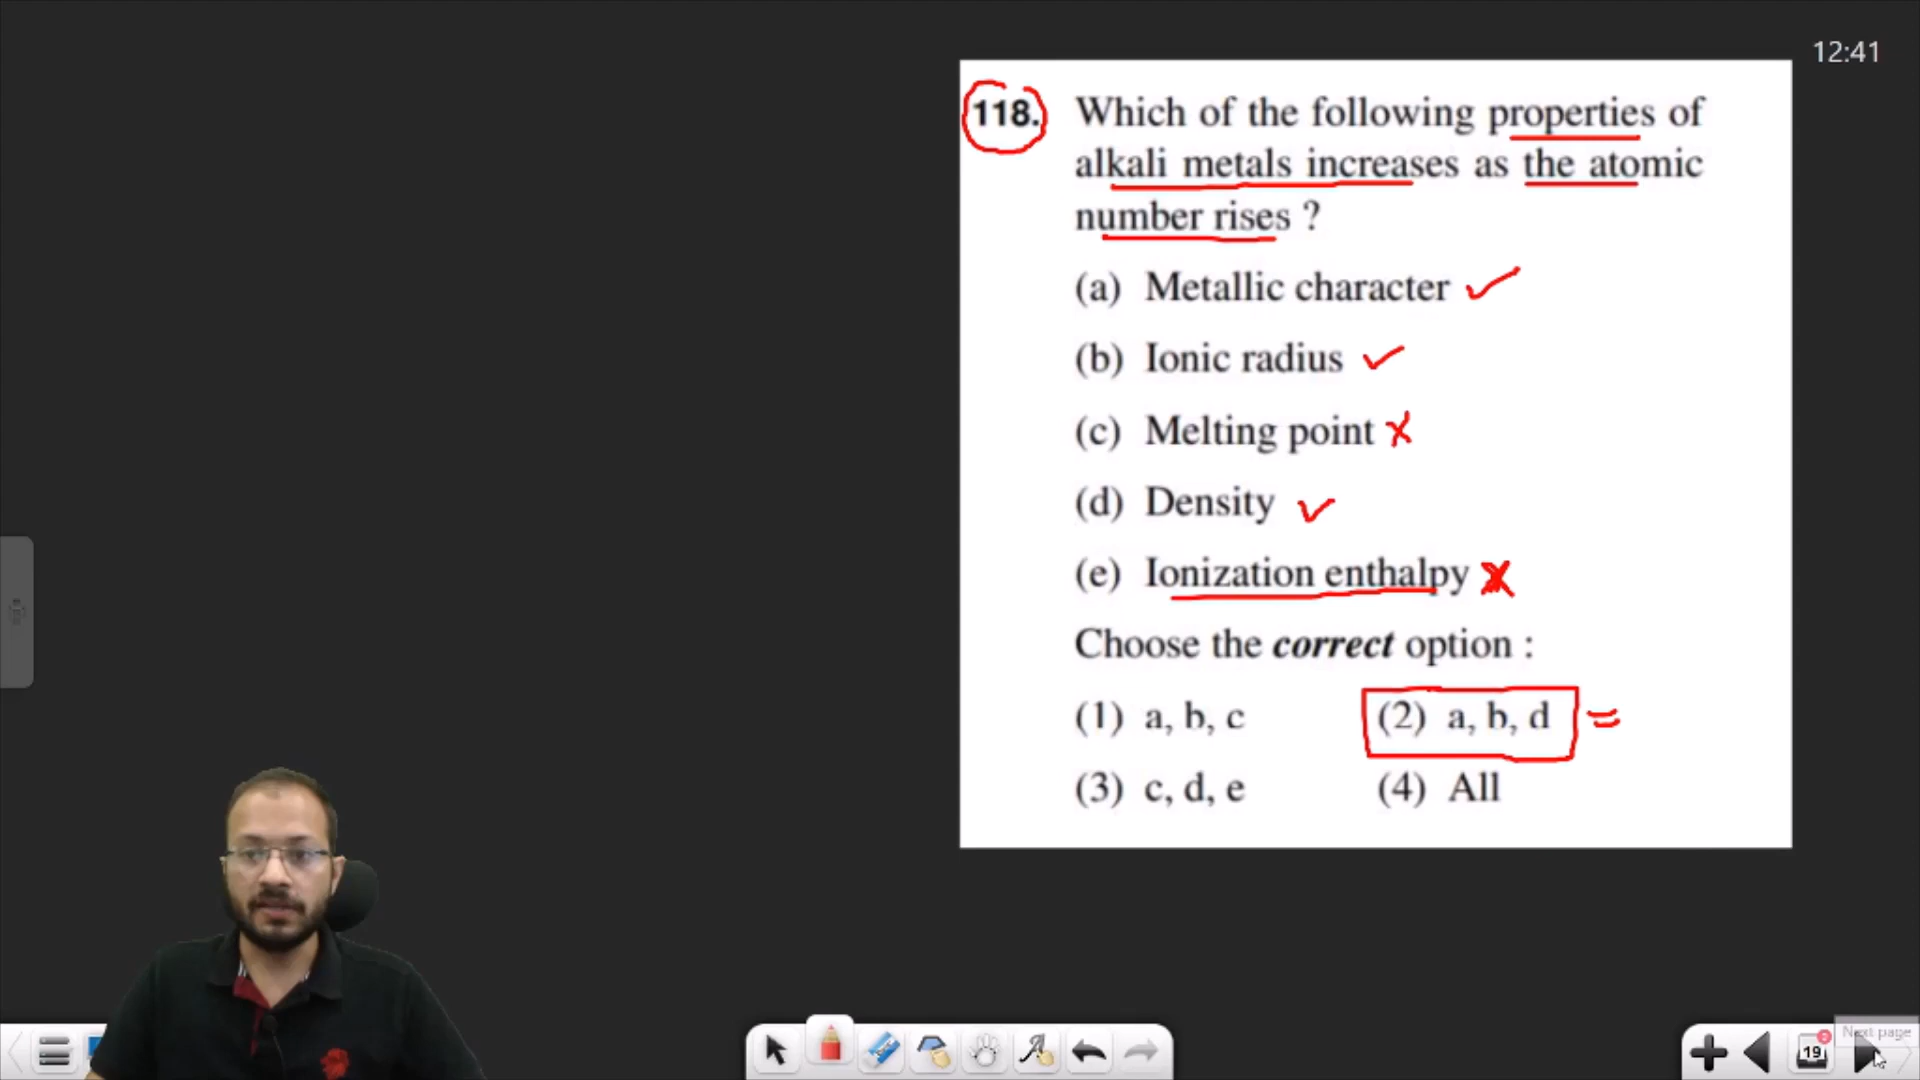 12:41
118. Which of the following properties of
alkali metals increases as the atomic
number rises ?
(a) Metallic character
(b) Ionic radius
(c) Melting point
(d) Density
(e) Ionization enthalpy
Choose the correct option :
(1) a, b, c (2) a, b, d =
(3) c, d, e (4) All
Next page
19